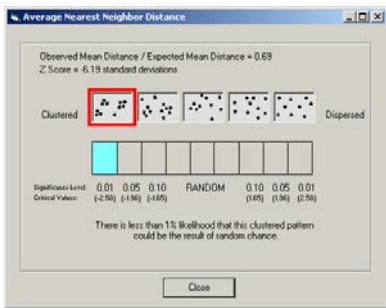 Average Nearest Neighbor Distance
Observed Mean Distance / Expected Mean Distance = 0.69
Z Score = -6.19 standard deviations
Clustered
Dispersed
Significance Level: 0.01 0.05 0.10 RANDOM 0.10 0.05 0.01
Critical Values: (-2.58) (-1.96) (-1.65) (1.65) (1.96) (2.58)
There is less than 1% likelihood that this clustered pattern
could be the result of random chance.
Close